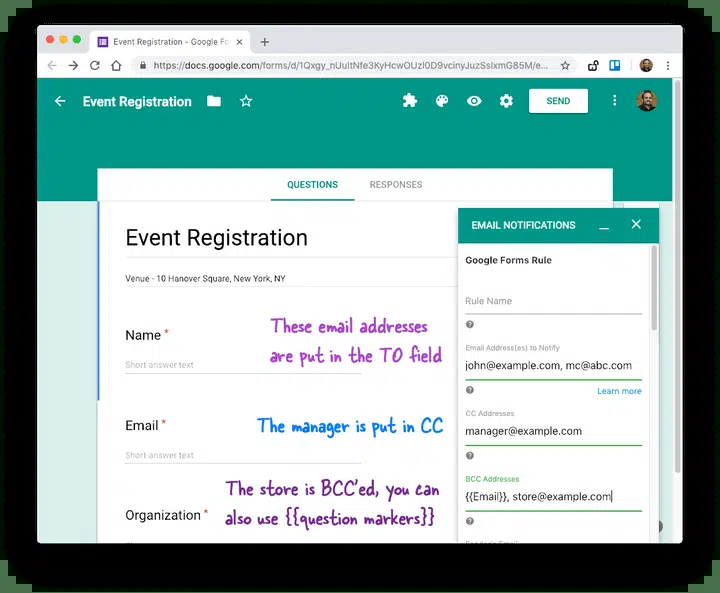 Event Registration - Google Fo
https://docs.google.com/forms/d/1Qxgy_nUuItNfe3KyHcwOUzI0D9vcinyJuzSslxmG85M/e...
Event Registration
SEND
QUESTIONS
RESPONSES
Event Registration
Venue - 10 Hanover Square, New York, NY
Name *
Short answer text
These email addresses
are put in the TO field
Email *
Short answer text
The manager is put in CC
The store is BCC'ed, you can
also use {{question markers}}
Organization *
EMAIL NOTIFICATIONS
Google Forms Rule
Rule Name
Email Address(es) to Notify
john@example.com, mc@abc.com
Learn more
CC Addresses
manager@example.com
BCC Addresses
{{Email}}, store@example.com